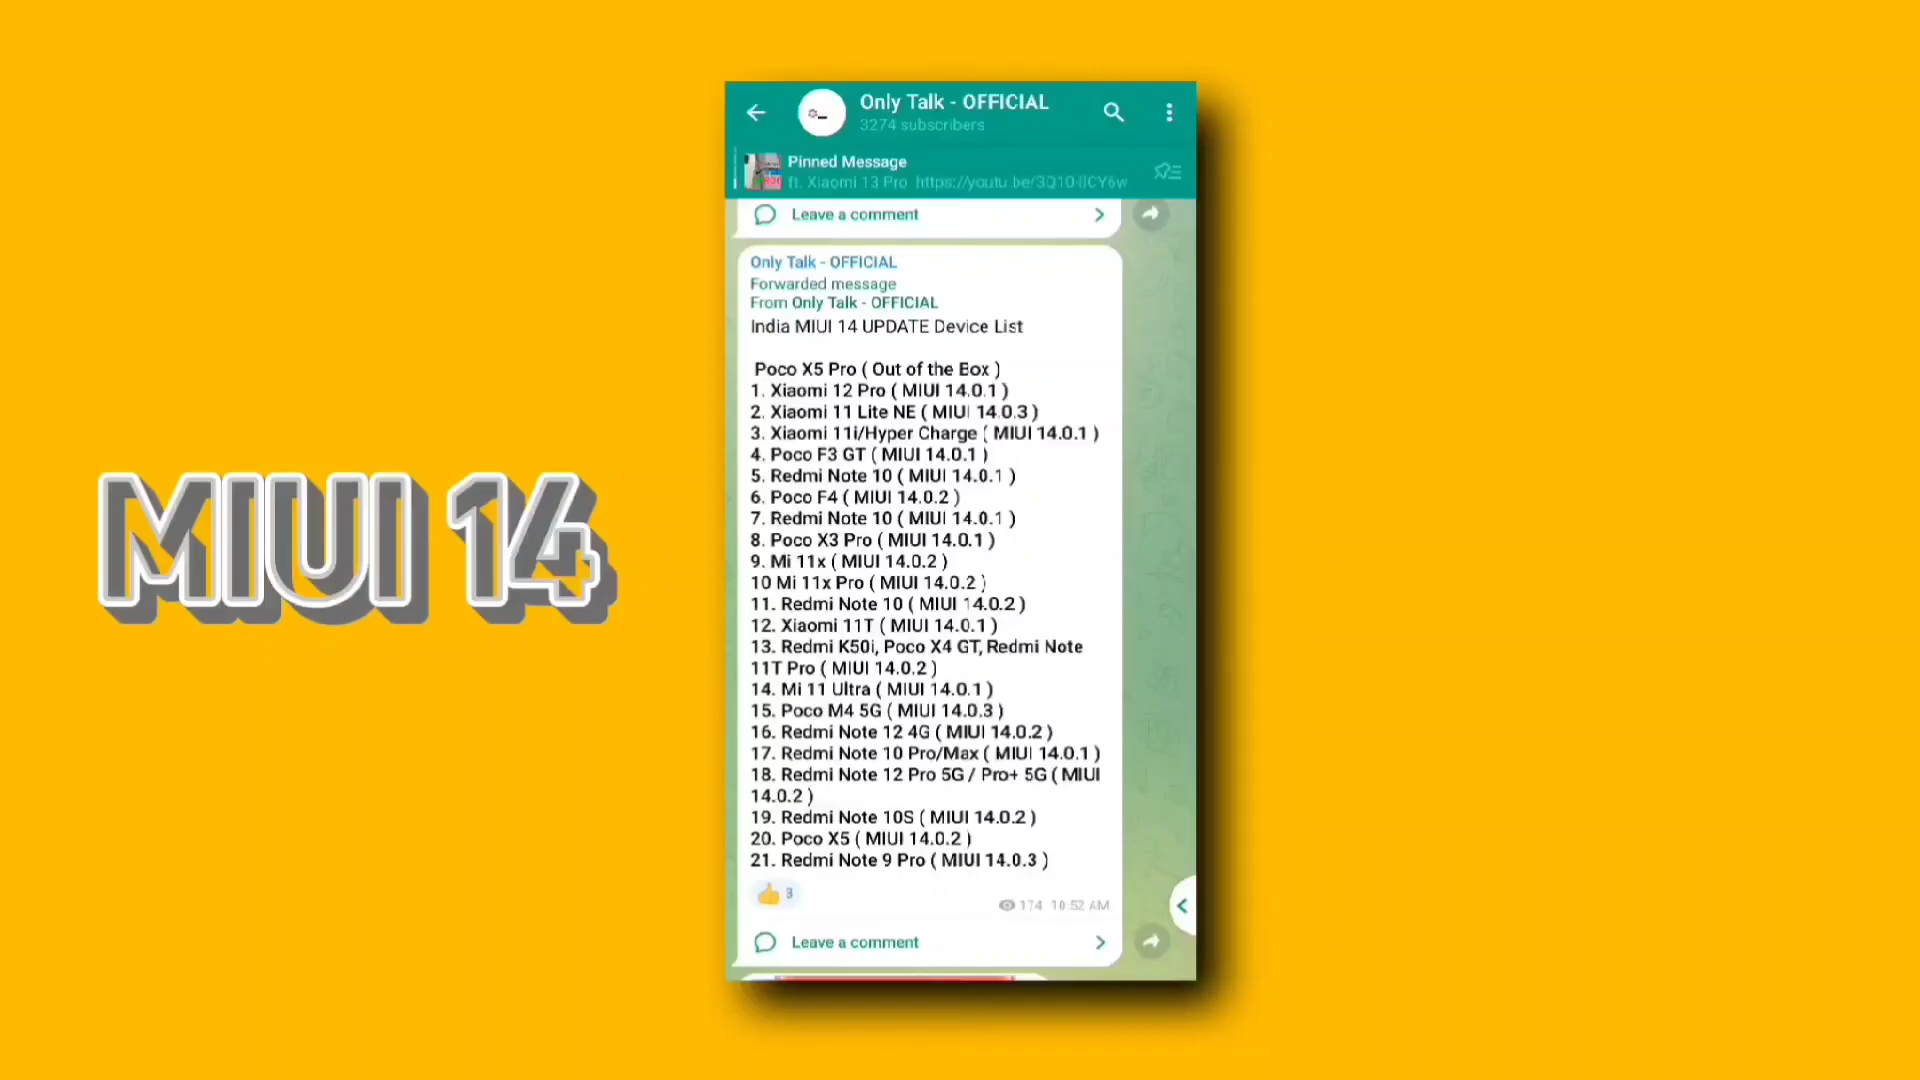 MIUI 14
Only Talk - OFFICIAL
3274 subscribers
Pinned Message
ft. Xiaomi 13 Pro
Leave a comment
Only Talk - OFFICIAL
Forwarded message
From Only Talk - OFFICIAL
India MIUI 14 UPDATE Device List
Poco X5 Pro ( Out of the Box )
1. Xiaomi 12 Pro ( MIUI 14.0.1 )
2. Xiaomi 11 Lite NE ( MIUI 14.0.3 )
3. Xiaomi 11i/Hyper Charge ( MIUI 14.0.1 )
4. Poco F3 GT ( MIUI 14.0.1 )
5. Redmi Note 10 ( MIUI 14.0.1 )
6. Poco F4 ( MIUI 14.0.2 )
7. Redmi Note 10 ( MIUI 14.0.1 )
8. Poco X3 Pro ( MIUI 14.0.1 )
9. Mi 11x ( MIUI 14.0.2 )
10 Mi 11x Pro ( MIUI 14.0.2 )
11. Redmi Note 10 ( MIUI 14.0.2 )
12. Xiaomi 11T ( MIUI 14.0.1 )
13. Redmi K50i, Poco X4 GT, Redmi Note
11T Pro ( MIUI 14.0.2 )
14. Mi 11 Ultra ( MIUI 14.0.1 )
15. Poco M4 5G ( MIUI 14.0.3 )
16. Redmi Note 12 4G ( MIUI 14.0.2 )
17. Redmi Note 10 Pro/Max ( MIUI 14.0.1 )
18. Redmi Note 12 Pro 5G / Pro+ 5G ( MIUI
14.0.2 )
19. Redmi Note 10S ( MIUI 14.0.2 )
20. Poco X5 ( MIUI 14.0.2 )
21. Redmi Note 9 Pro ( MIUI 14.0.3 )
3
174 10:52 AM
Leave a comment